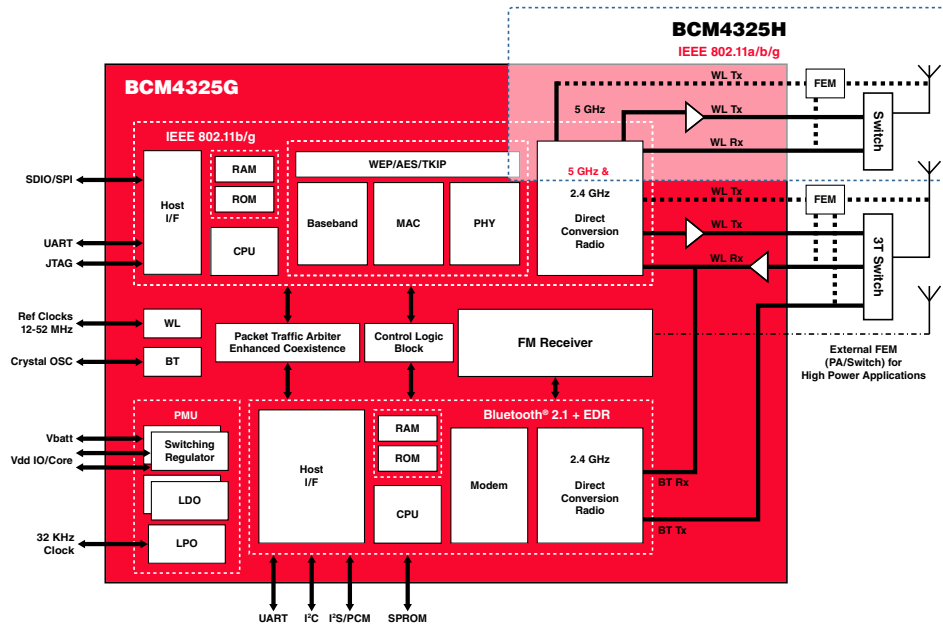 BCM4325H
IEEE 802.11a/b/g
BCM4325G
WL Tx
FEM
5 GHz
WL Tx
Switch
WL Rx
IEEE 802.11b/g
WEP/AES/TKIP
RAM
ROM
Host
I/F
CPU
Baseband
MAC
PHY
5 GHz &
2.4 GHz
Direct
Conversion
Radio
SDIO/SPI
UART
JTAG
WL Tx
FEM
WL Tx
WL Rx
3T Switch
Ref Clocks
12-52 MHz
WL
Crystal OSC
BT
Packet Traffic Arbiter
Enhanced Coexistence
Control Logic
Block
FM Receiver
External FEM
(PA/Switch) for
High Power Applications
PMU
Vbatt
Switching
Regulator
Vdd IO/Core
LDO
32 KHz
Clock
LPO
Bluetooth® 2.1 + EDR
Host
I/F
RAM
ROM
CPU
Modem
2.4 GHz
Direct
Conversion
Radio
BT Rx
BT Tx
UART
I²C
I²S/PCM
SPROM